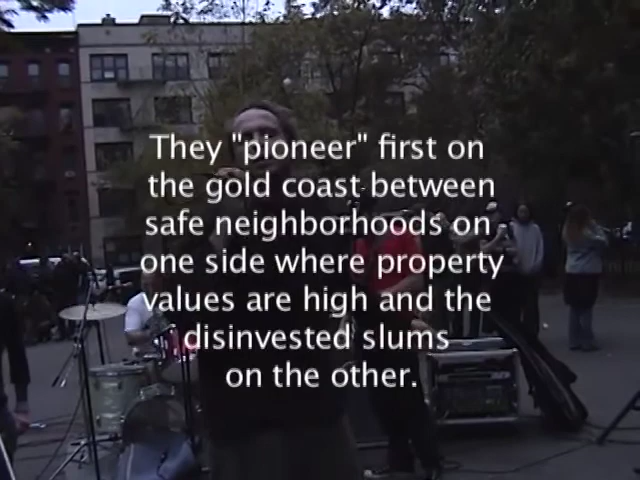 They "pioneer" first on
the gold coast between
safe neighborhoods on
one side where property
values are high and the
disinvested slums
on the other.